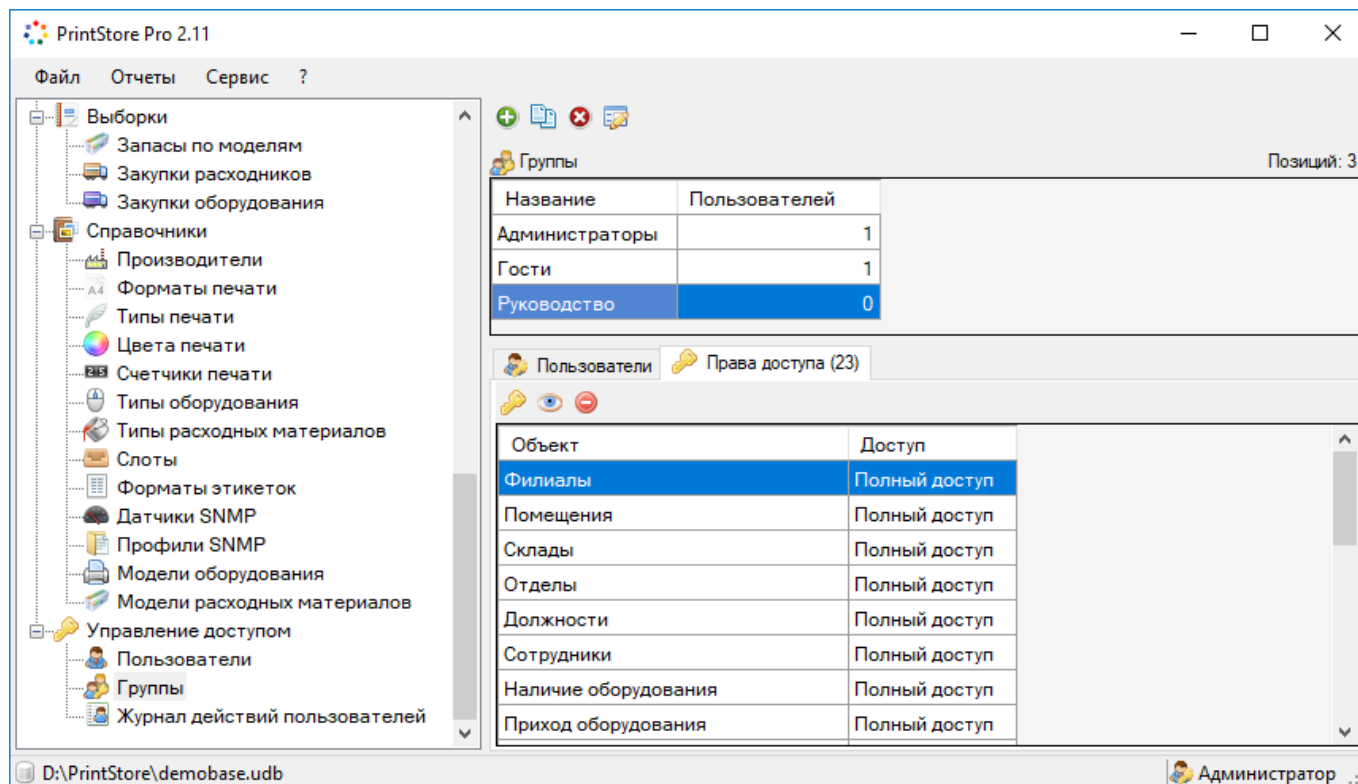 PrintStore Pro 2.11
Файл Отчеты Сервис ?
Выборки
Запасы по моделям
Закупки расходников
Закупки оборудования
Справочники
Производители
A4 Форматы печати
Типы печати
Цвета печати
25 Счетчики печати
Типы оборудования
Типы расходных материалов
Слоты
Форматы этикеток
Датчики SNMP
Профили SNMP
Модели оборудования
Модели расходных материалов
Управление доступом
Пользователи
Группы
Журнал действий пользователей
Группы Позиций: 3
Название Пользователей
Администраторы 1
Гости 1
Руководство 0
Пользователи Права доступа (23)
Объект Доступ
Филиалы Полный доступ
Помещения Полный доступ
Склады Полный доступ
Отделы Полный доступ
Должности Полный доступ
Сотрудники Полный доступ
Наличие оборудования Полный доступ
Приход оборудования Полный доступ
D:\PrintStore\demobase.udb Администратор